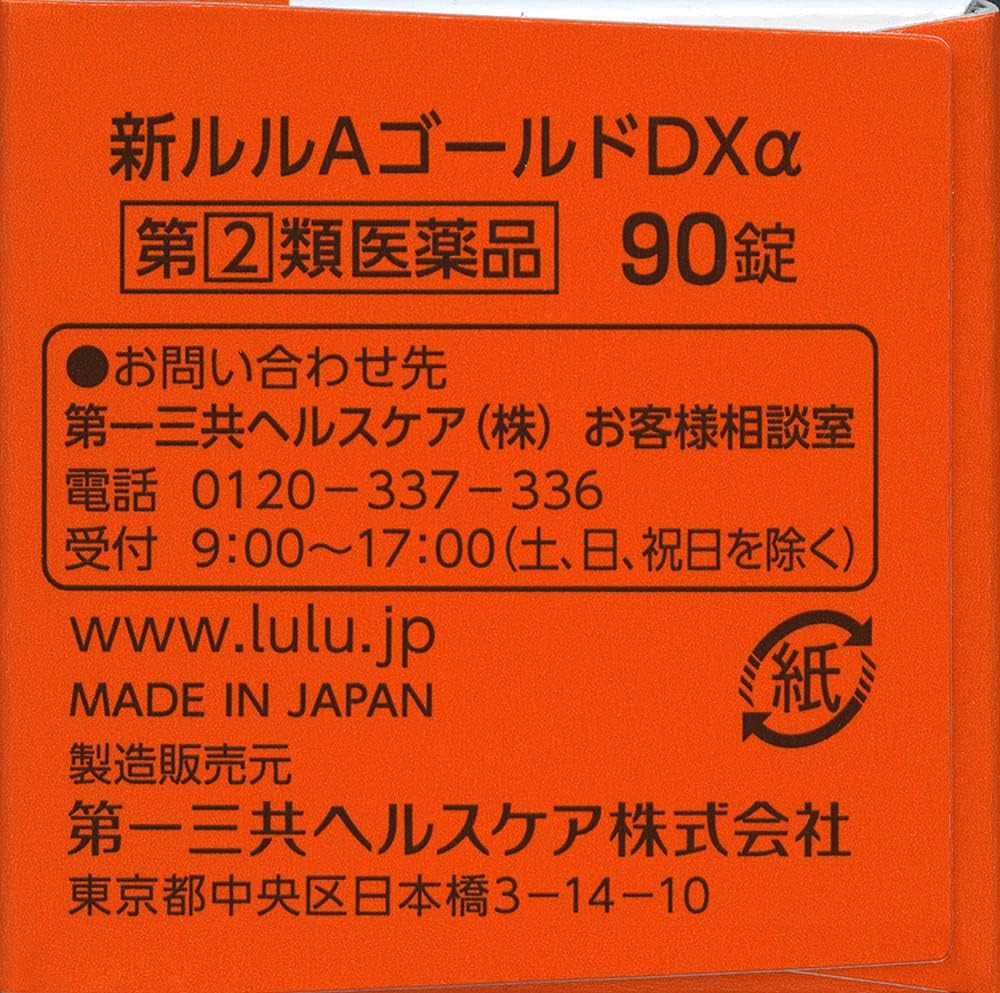 新ルルAゴールドDXα
第②類医薬品 90錠
●お問い合わせ先
第一三共ヘルスケア(株) お客様相談室
電話 0120-337-336
受付 9:00~17:00(土、日、祝日を除く)
www.lulu.jp
MADE IN JAPAN
紙
製造販売元
第一三共ヘルスケア株式会社
東京都中央区日本橋3-14-10